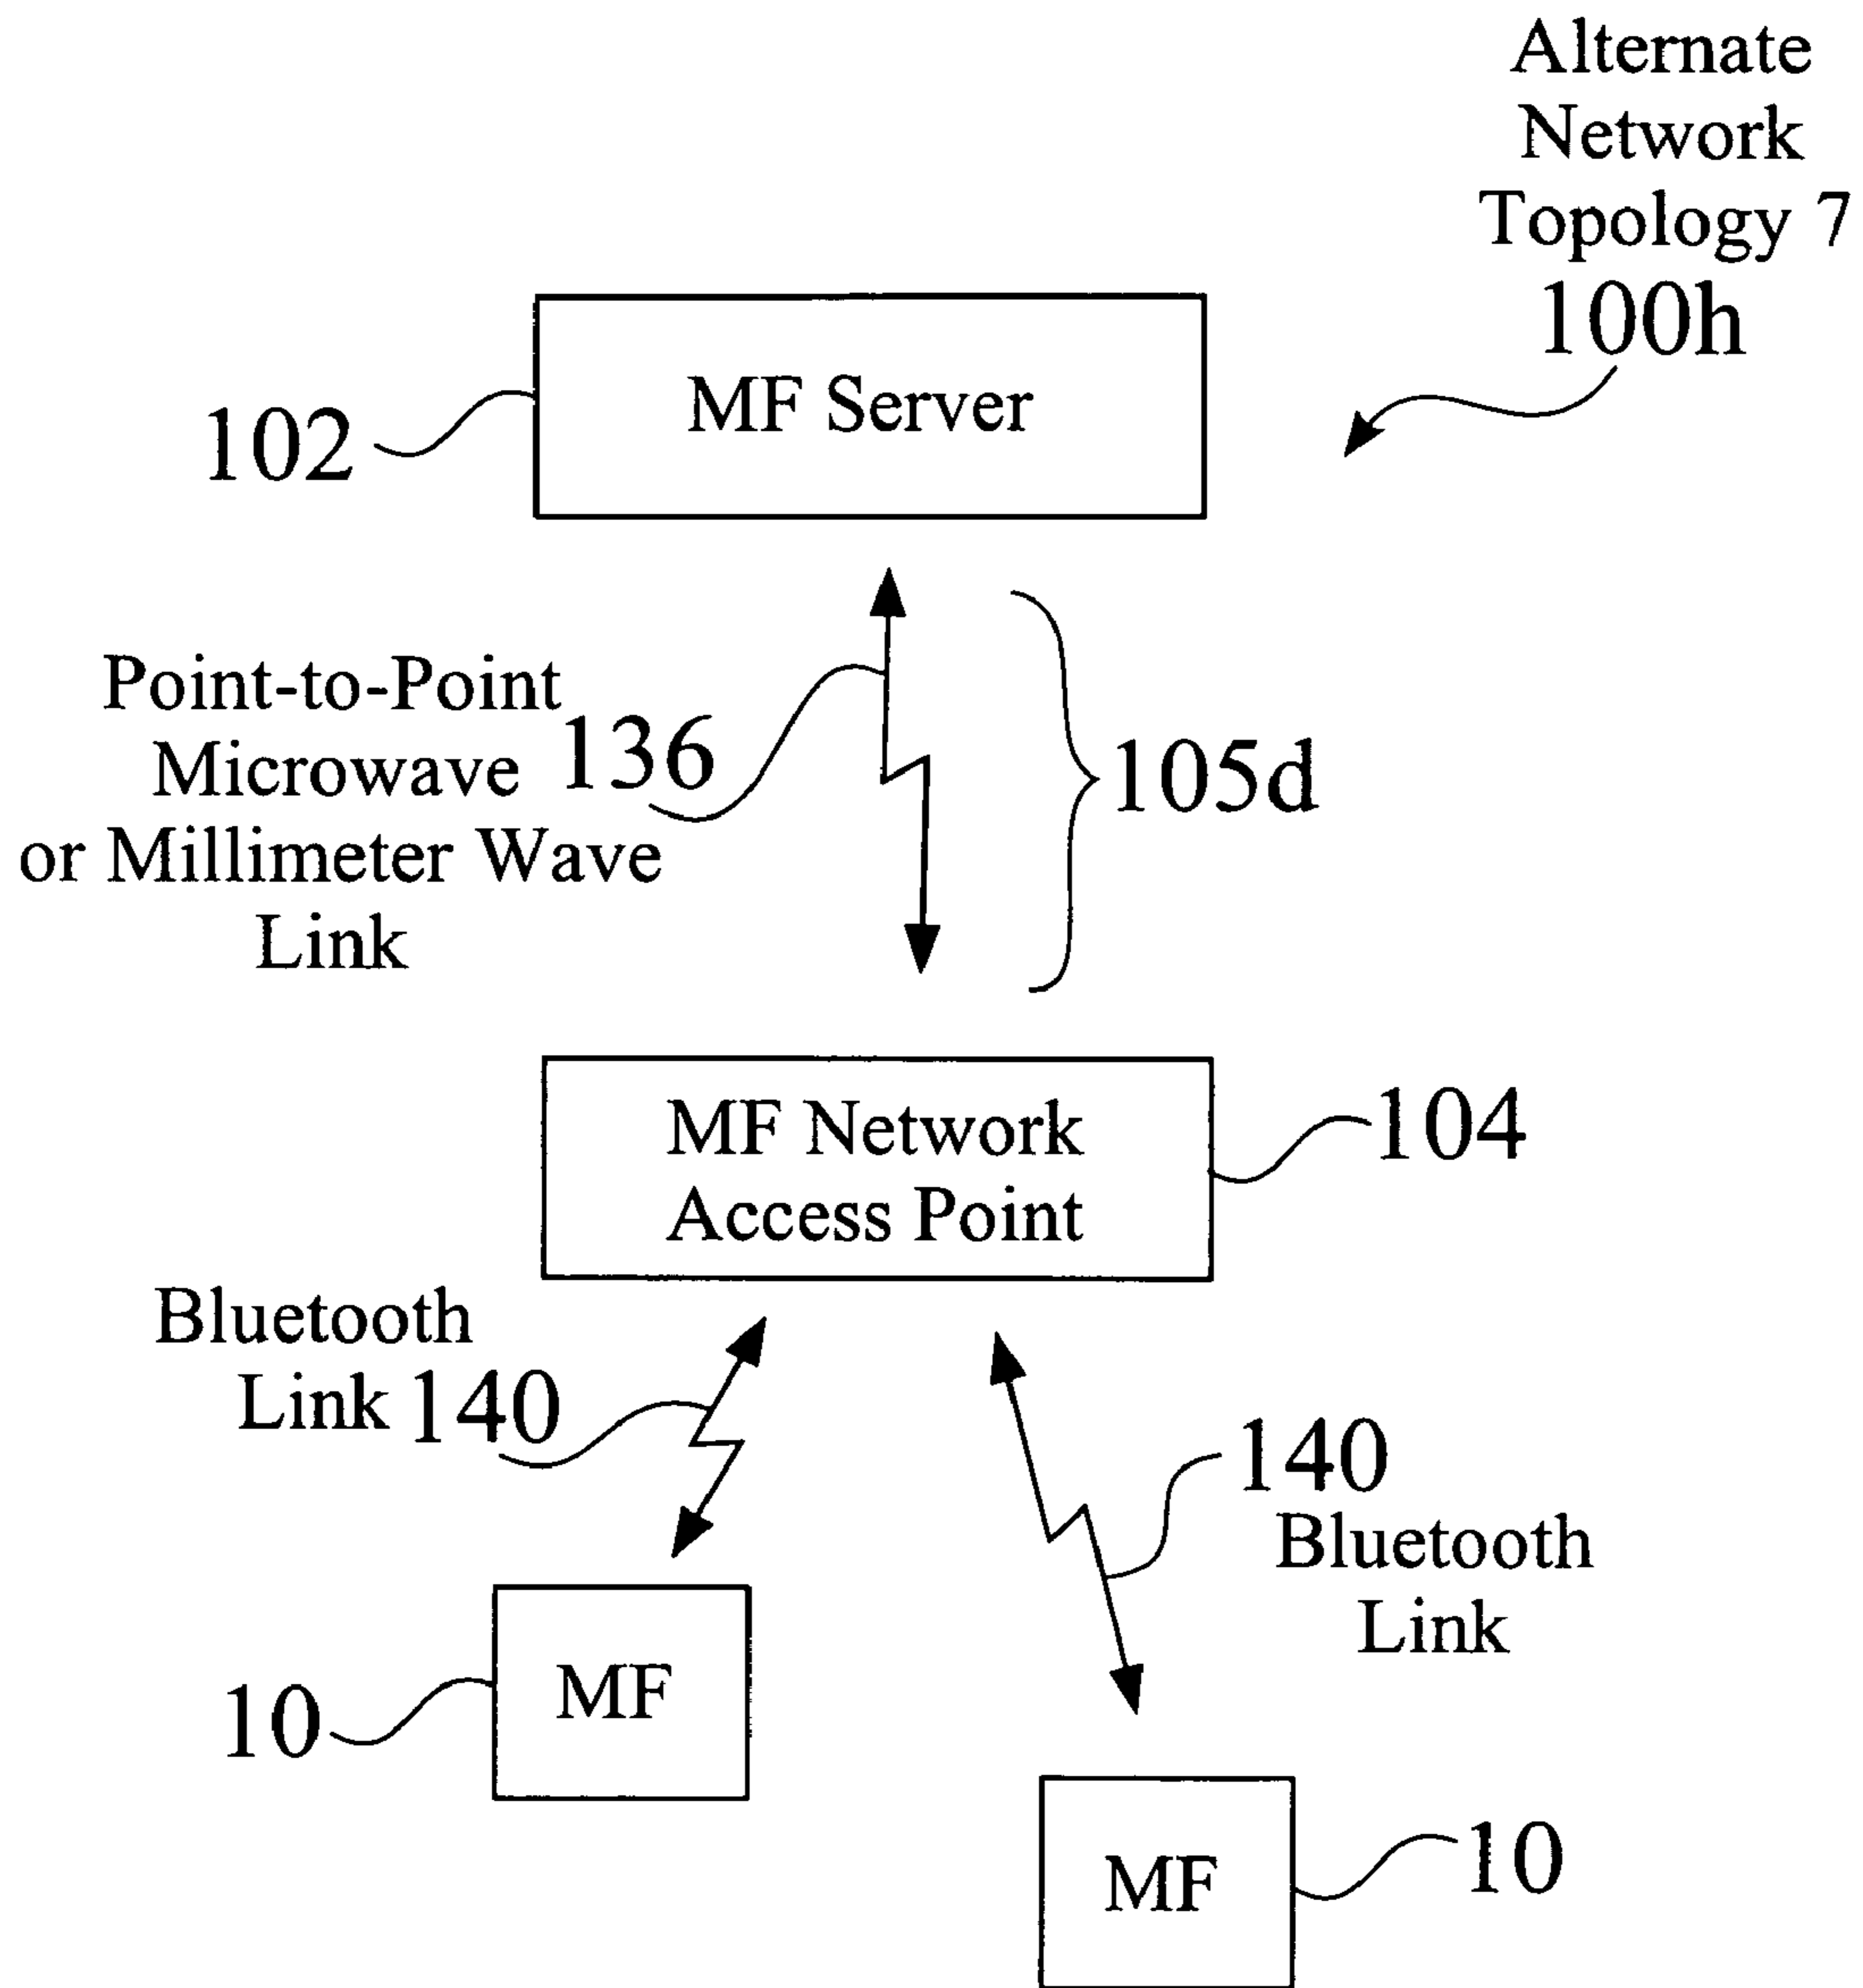 Alternate
Network
Topology 7
100h
MF Server
102
Point-to-Point
Microwave 136
or Millimeter Wave
Link
105d
MF Network
Access Point
104
Bluetooth
Link 140
140
Bluetooth
Link
MF
10
MF
10